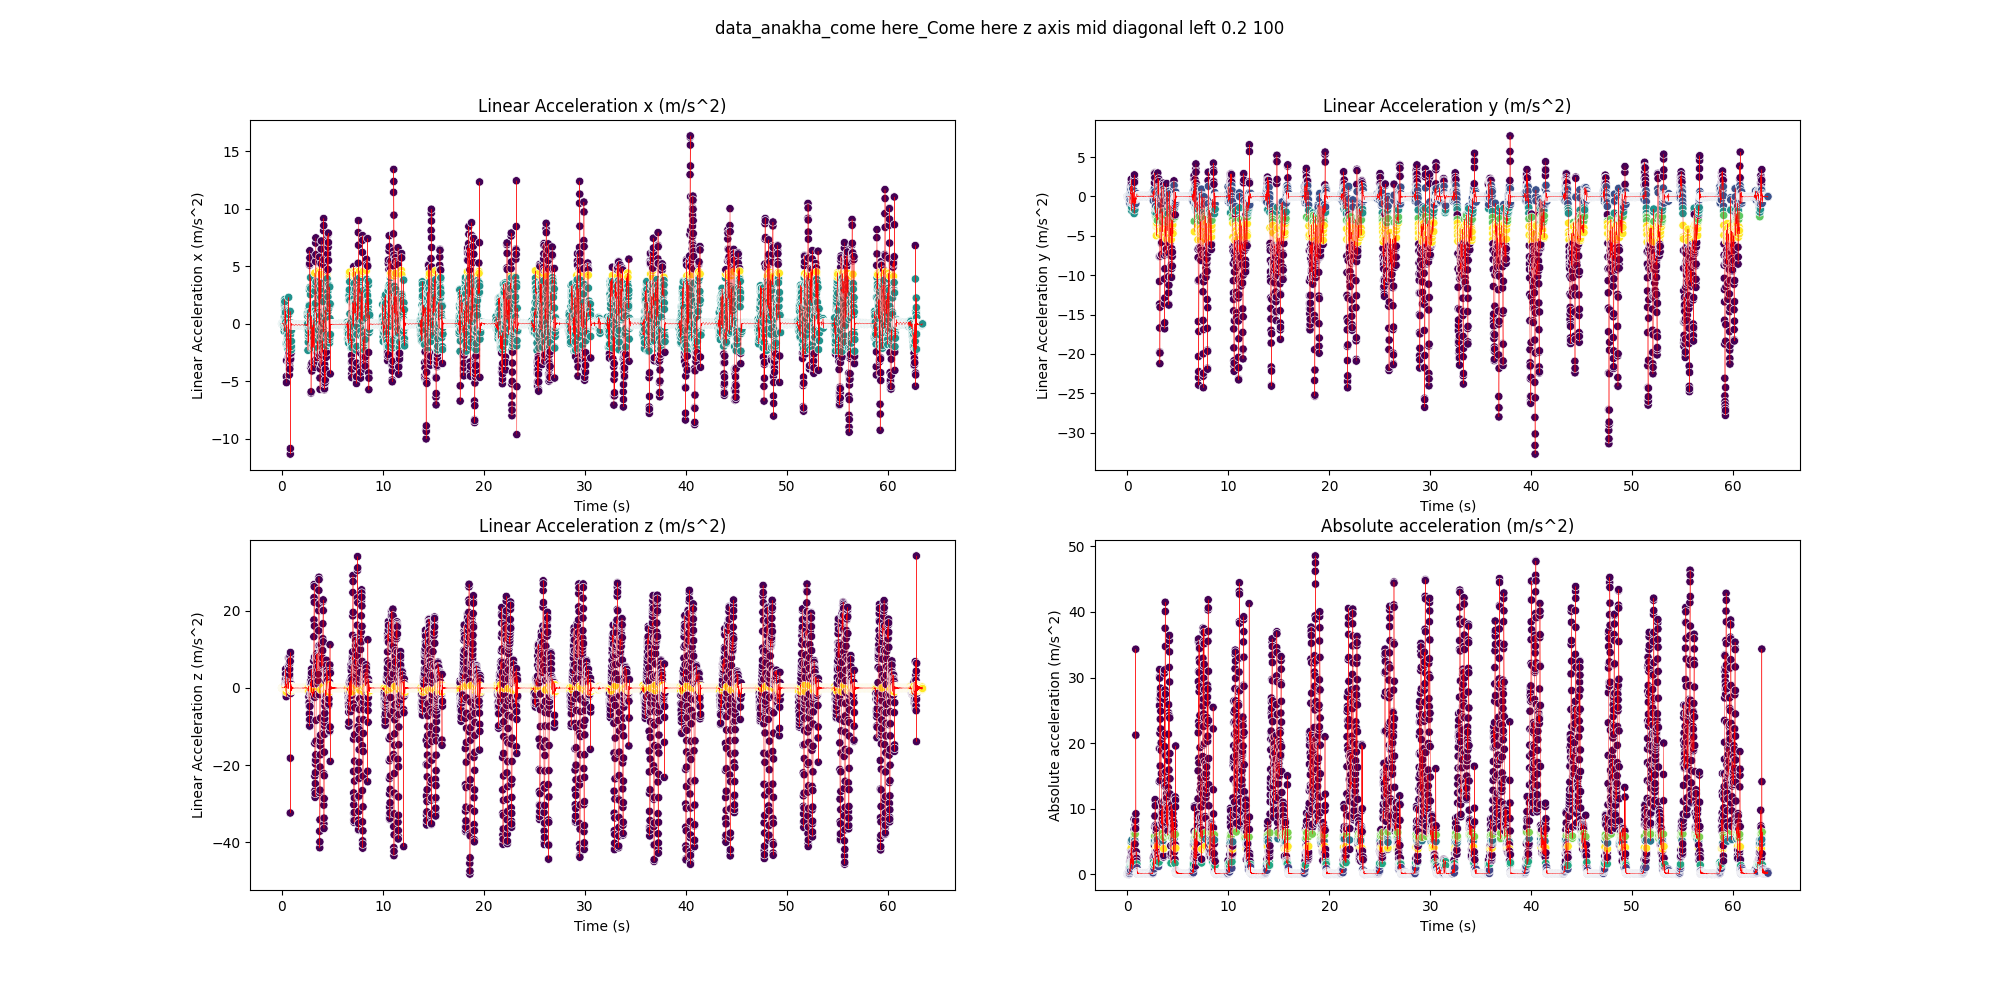 data_anakha_come here_Come here z axis mid diagonal left 0.2 100
Linear Acceleration x (m/s^2)
Linear Acceleration x (m/s^2)
15
10
5
0
−5
−10
0 10 20 30 40 50 60
Time (s)
Linear Acceleration y (m/s^2)
Linear Acceleration y (m/s^2)
5
0
−5
−10
−15
−20
−25
−30
0 10 20 30 40 50 60
Time (s)
Linear Acceleration z (m/s^2)
Linear Acceleration z (m/s^2)
20
0
−20
−40
0 10 20 30 40 50 60
Time (s)
Absolute acceleration (m/s^2)
Absolute acceleration (m/s^2)
50
40
30
20
10
0
0 10 20 30 40 50 60
Time (s)